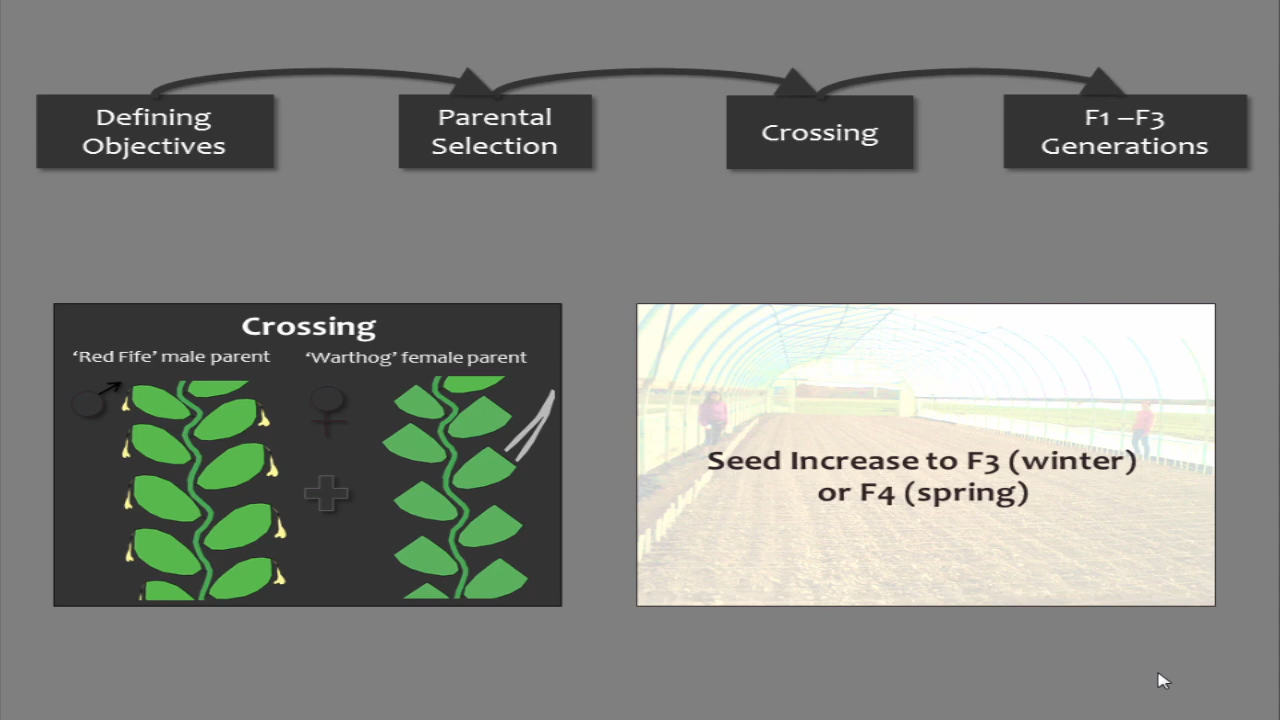 Defining
Objectives
Parental
Selection
Crossing
F1 –F3
Generations
Crossing
‘Red Fife’ male parent
‘Warthog’ female parent
Seed Increase to F3 (winter)
or F4 (spring)